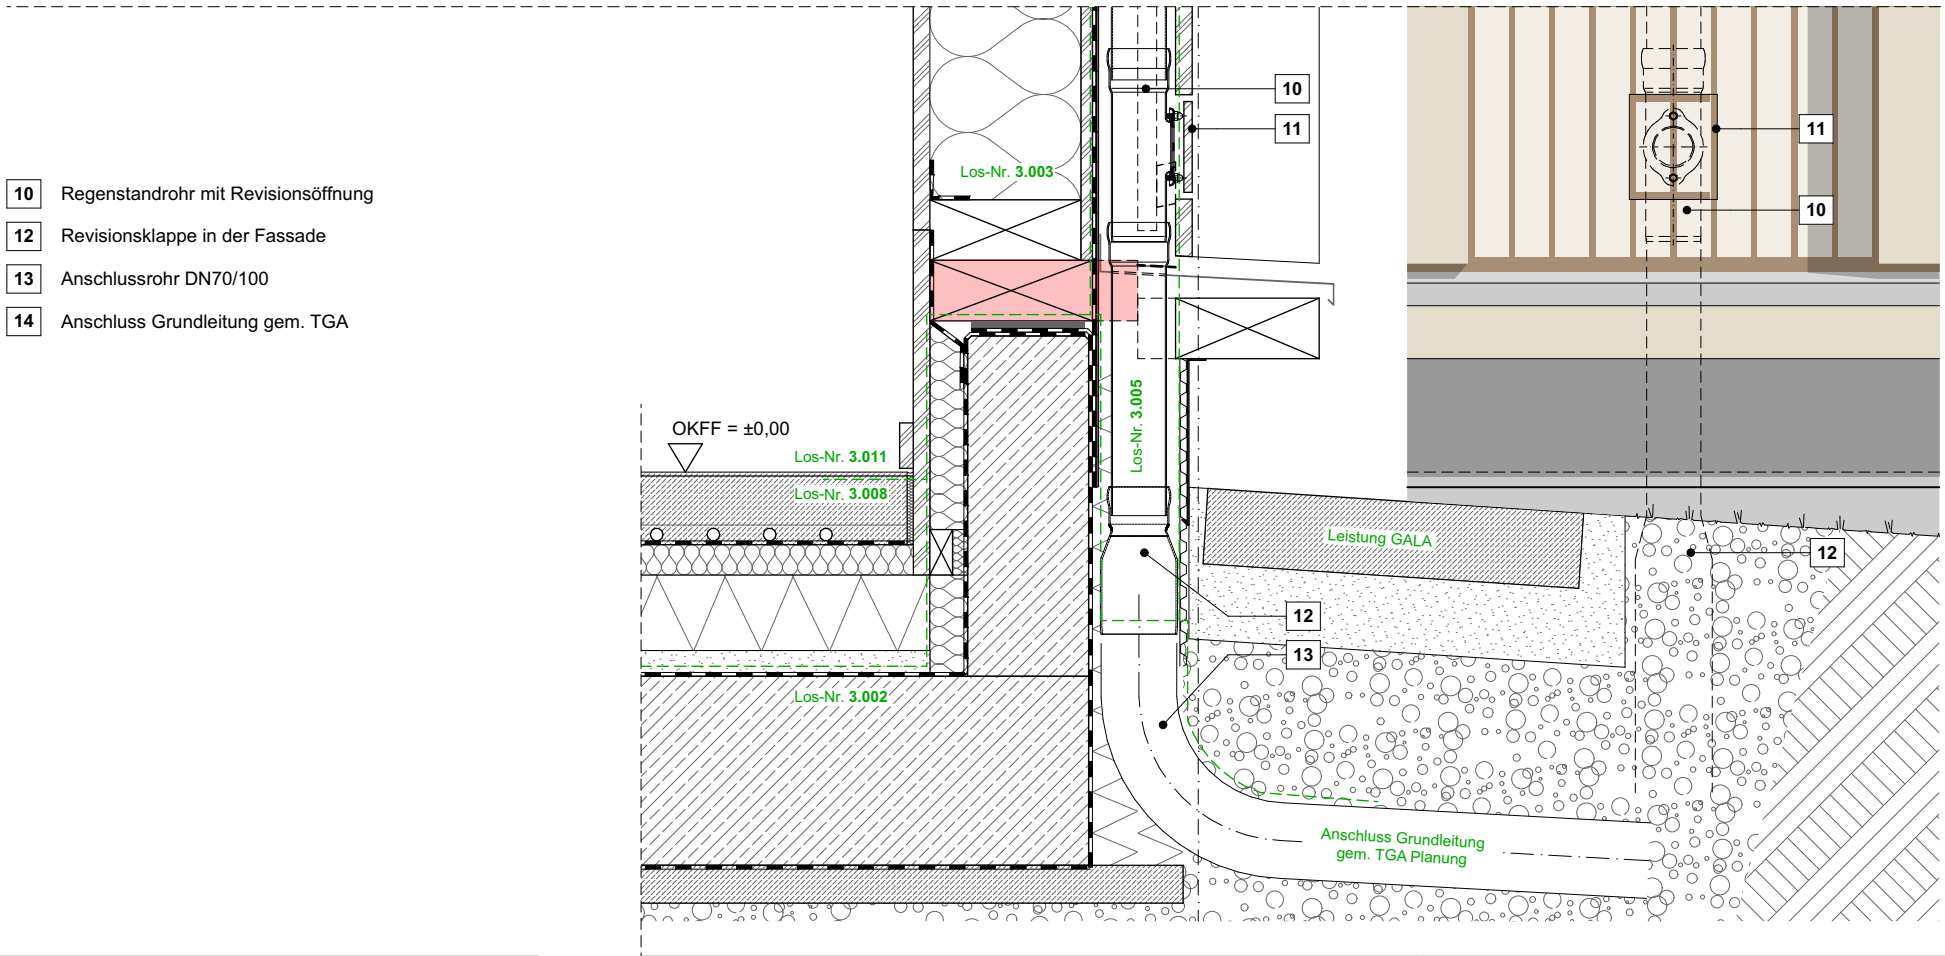 10 Regenstandrohr mit Revisionsöffnung
12 Revisionsklappe in der Fassade
13 Anschlussrohr DN70/100
14 Anschluss Grundleitung gem. TGA
10
11
Los-Nr. 3.003
Los-Nr. 3.005
OKFF = ±0,00
Los-Nr. 3.011
Los-Nr. 3.008
Los-Nr. 3.002
Leistung GALA
12
13
Anschluss Grundleitung
gem. TGA Planung
11
10
12